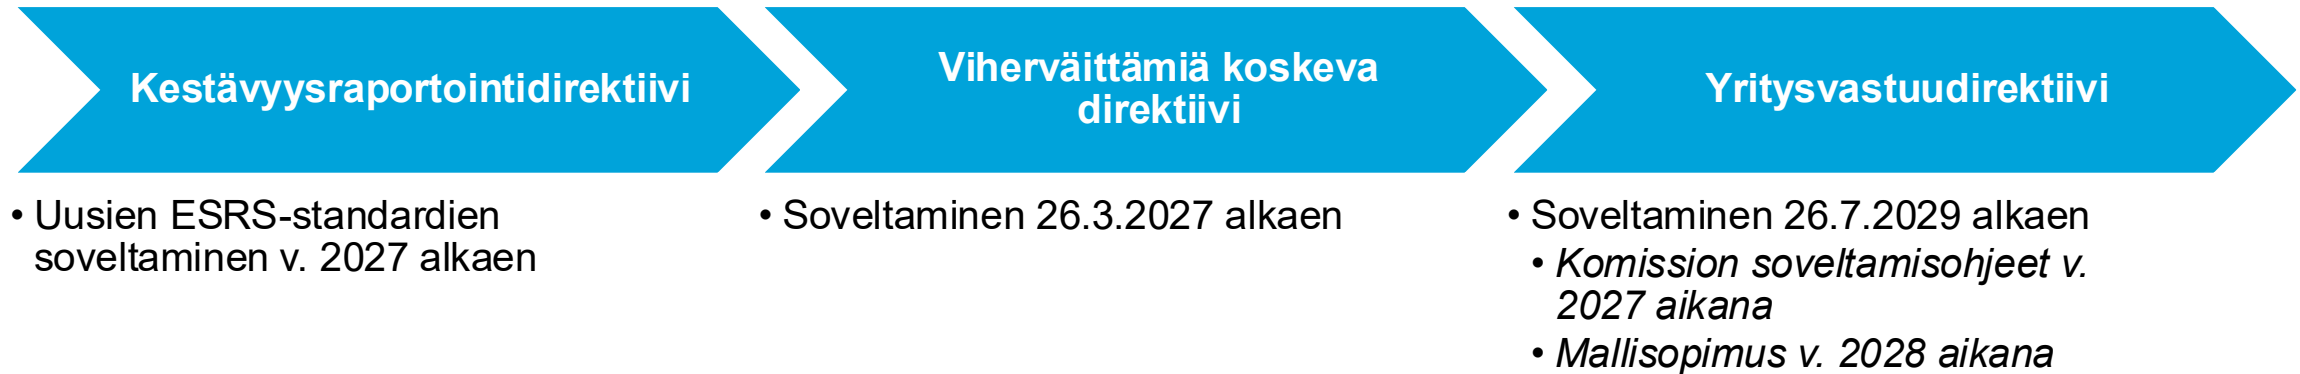 Kestävyysraportointidirektiivi
• Uusien ESRS-standardien
soveltaminen v. 2027 alkaen
Viherväittämiä koskeva
direktiivi
• Soveltaminen 26.3.2027 alkaen
Yritysvastuudirektiivi
• Soveltaminen 26.7.2029 alkaen
• Komission soveltamisohjeet v.
2027 aikana
• Mallisopimus v. 2028 aikana